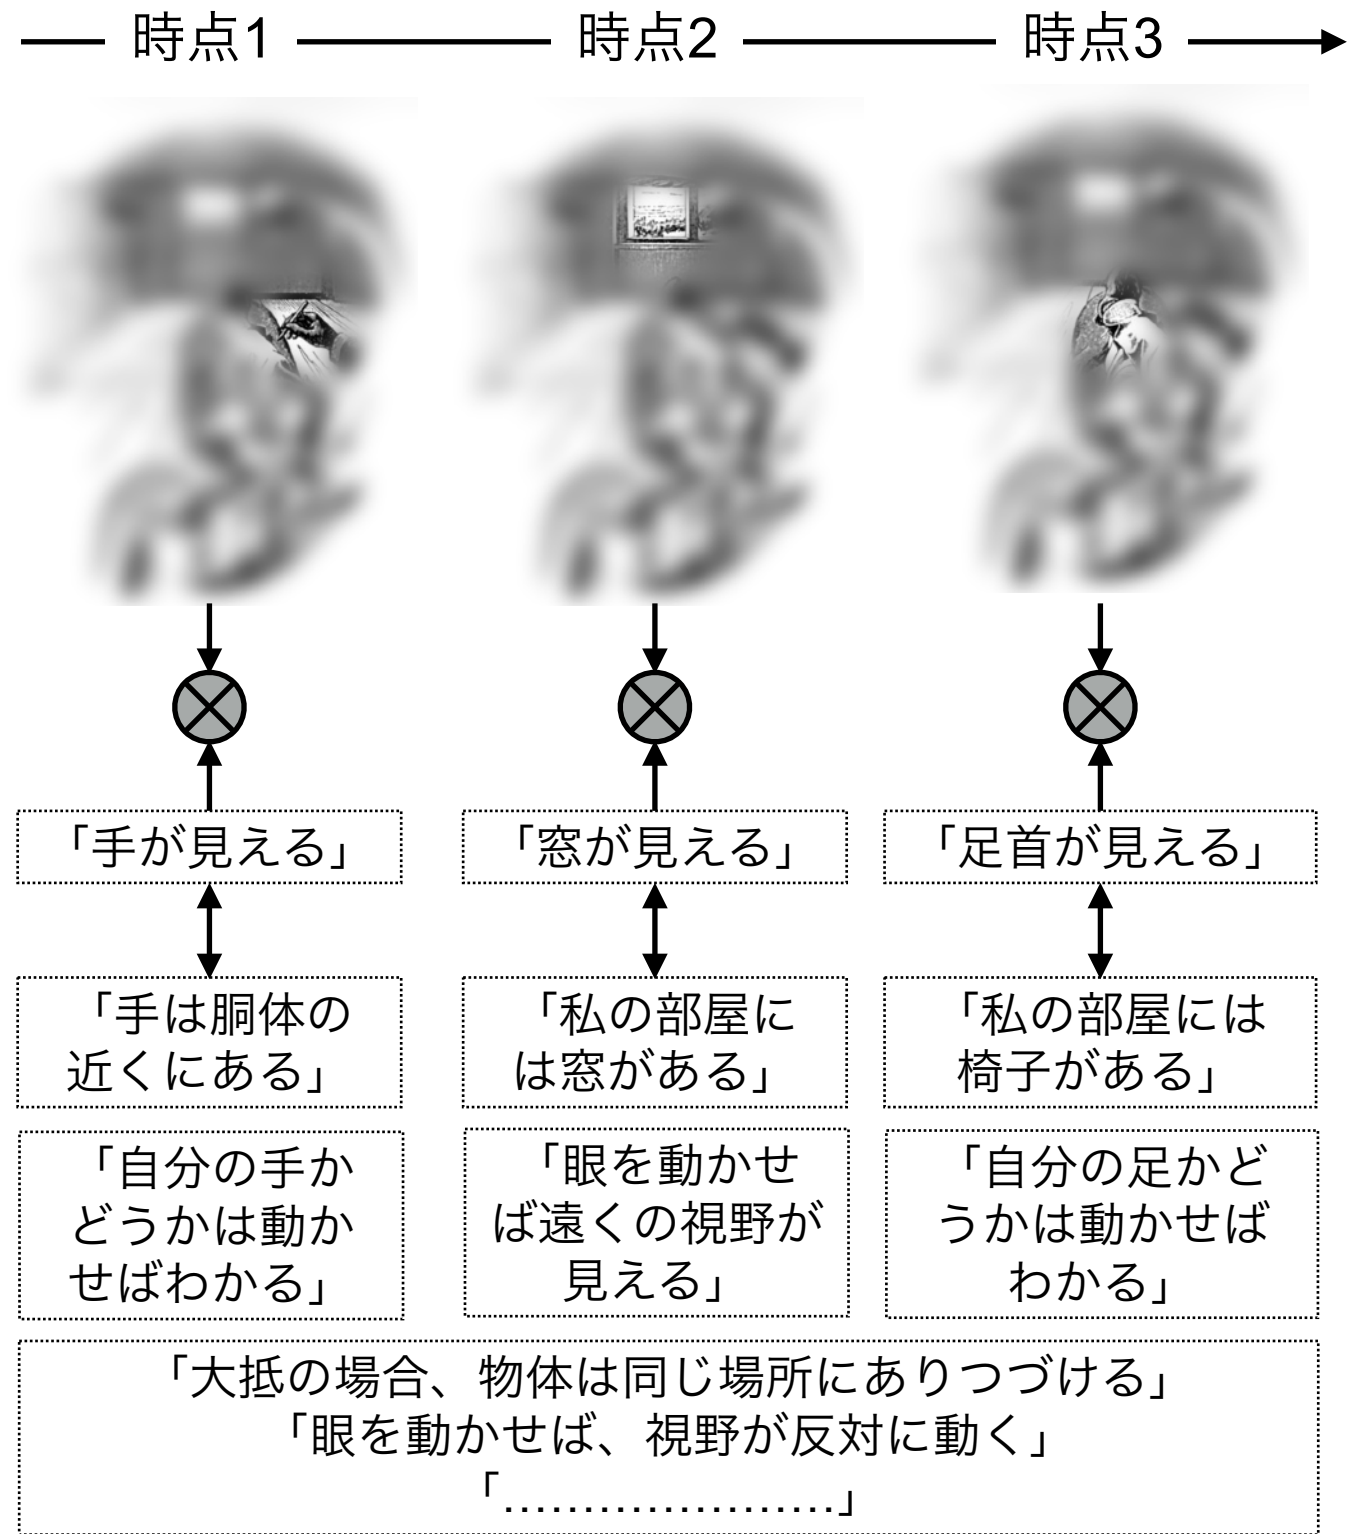 時点1
時点2
時点3
「手が見える」
「窓が見える」
「足首が見える」
「手は胴体の
近くにある」
「私の部屋に
は窓がある」
「私の部屋には
椅子がある」
「自分の手か
どうかは動か
せばわかる」
「眼を動かせ
ば遠くの視野が
見える」
「自分の足かど
うかは動かせば
わかる」
「大抵の場合、物体は同じ場所にありつづける」
「眼を動かせば、視野が反対に動く」
「.....................」